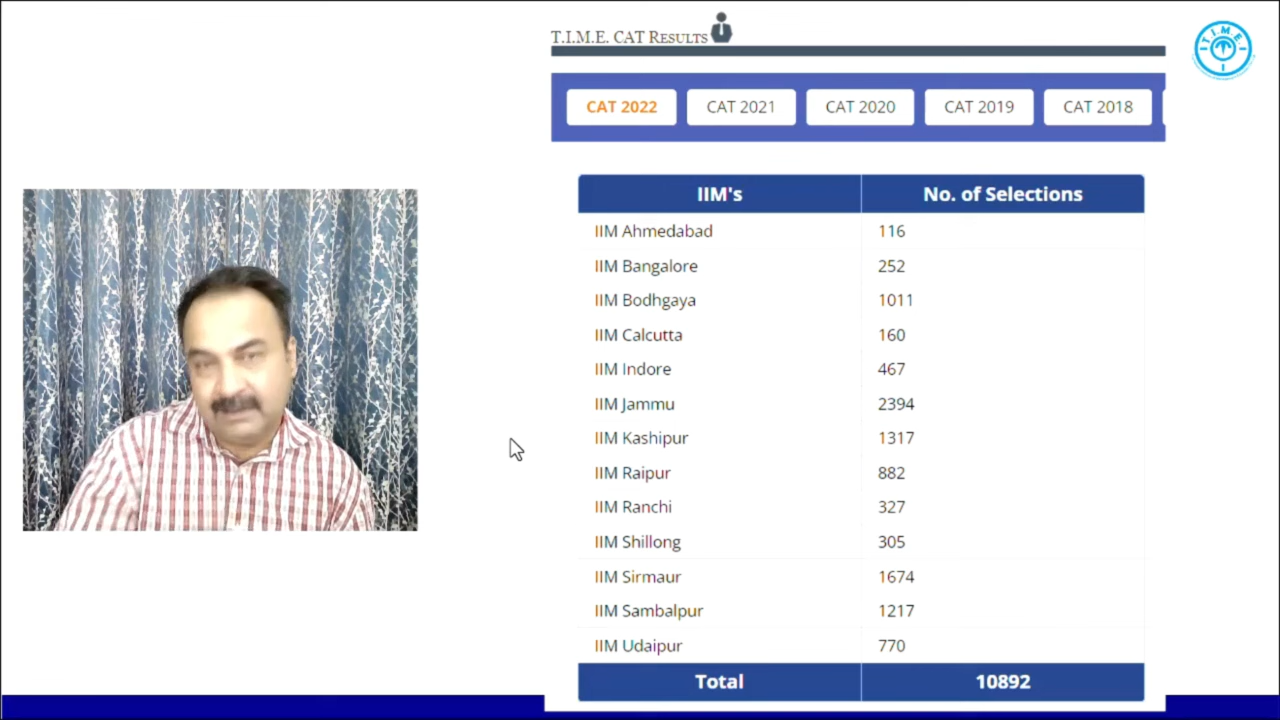 T.I.M.E. CAT RESULTS
T.I.M.E.
CAT 2022 CAT 2021 CAT 2020 CAT 2019 CAT 2018
IIM's No. of Selections
IIM Ahmedabad 116
IIM Bangalore 252
IIM Bodhgaya 1011
IIM Calcutta 160
IIM Indore 467
IIM Jammu 2394
IIM Kashipur 1317
IIM Raipur 882
IIM Ranchi 327
IIM Shillong 305
IIM Sirmaur 1674
IIM Sambalpur 1217
IIM Udaipur 770
Total 10892